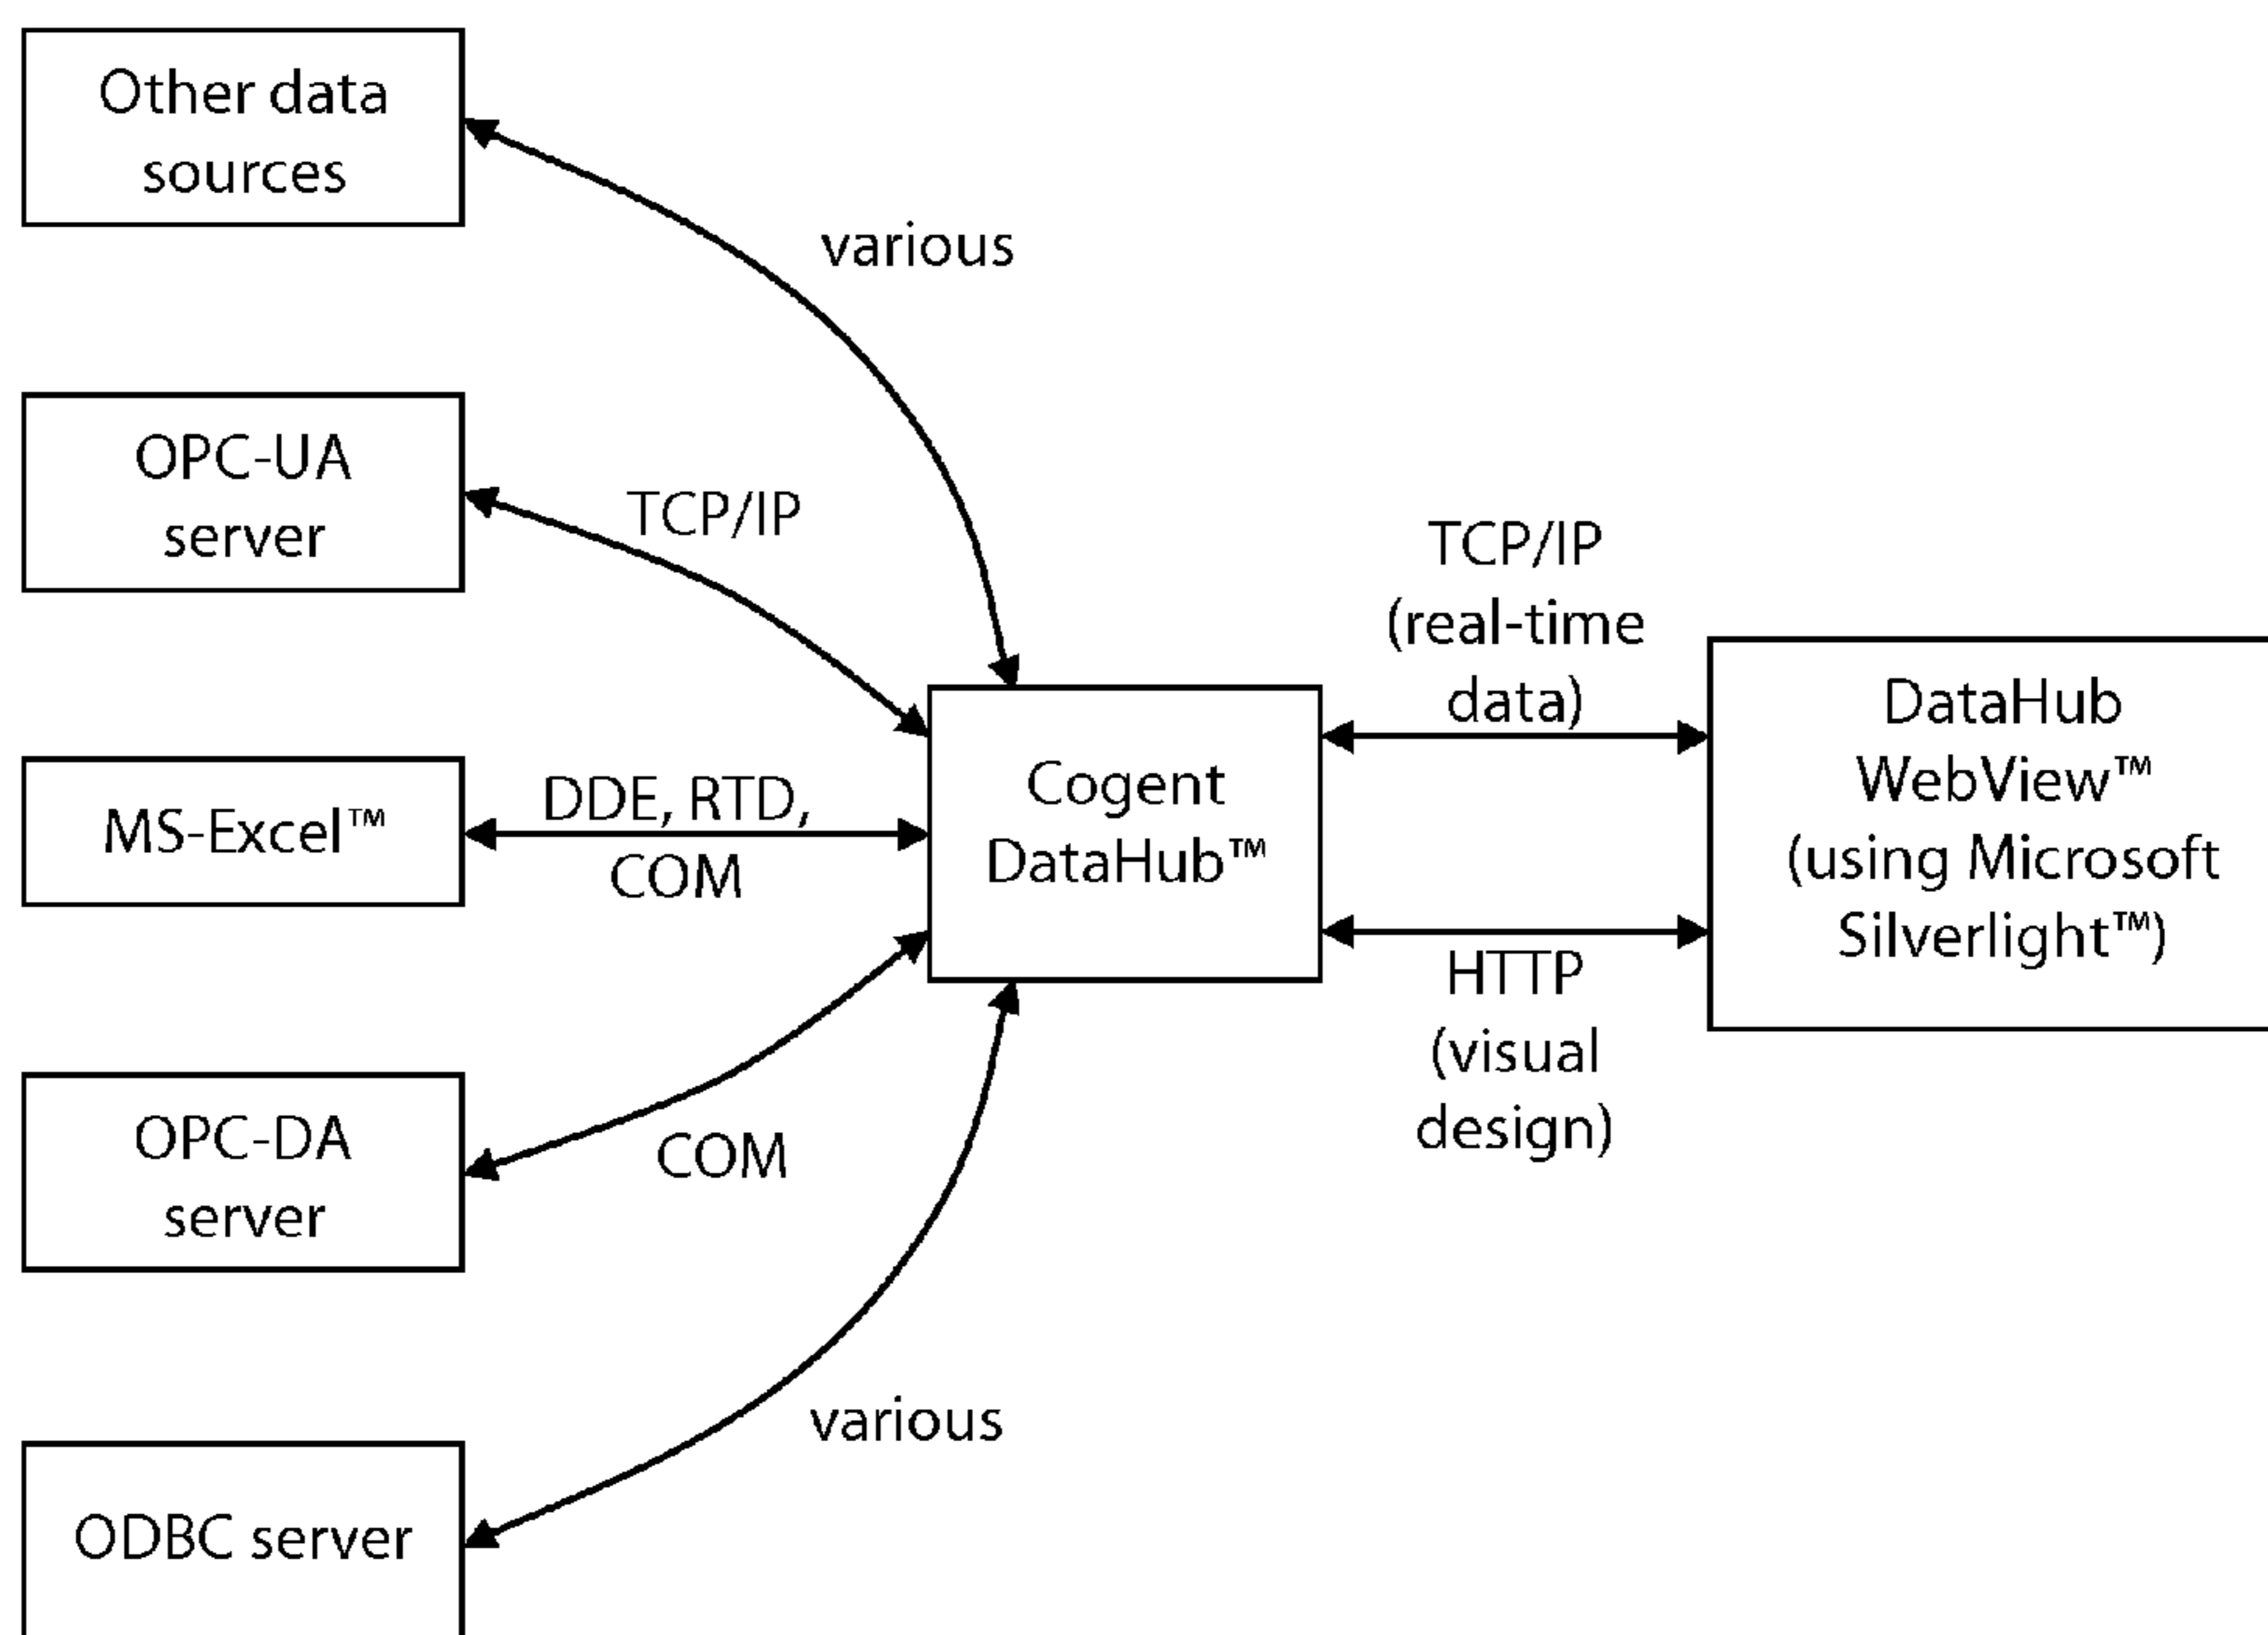 Other data
sources
various
OPC-UA
server
TCP/IP
MS-Excel™
DDE, RTD,
COM
OPC-DA
server
COM
ODBC server
various
Cogent
DataHub™
TCP/IP
(real-time
data)
HTTP
(visual
design)
DataHub
WebView™
(using Microsoft
Silverlight™)